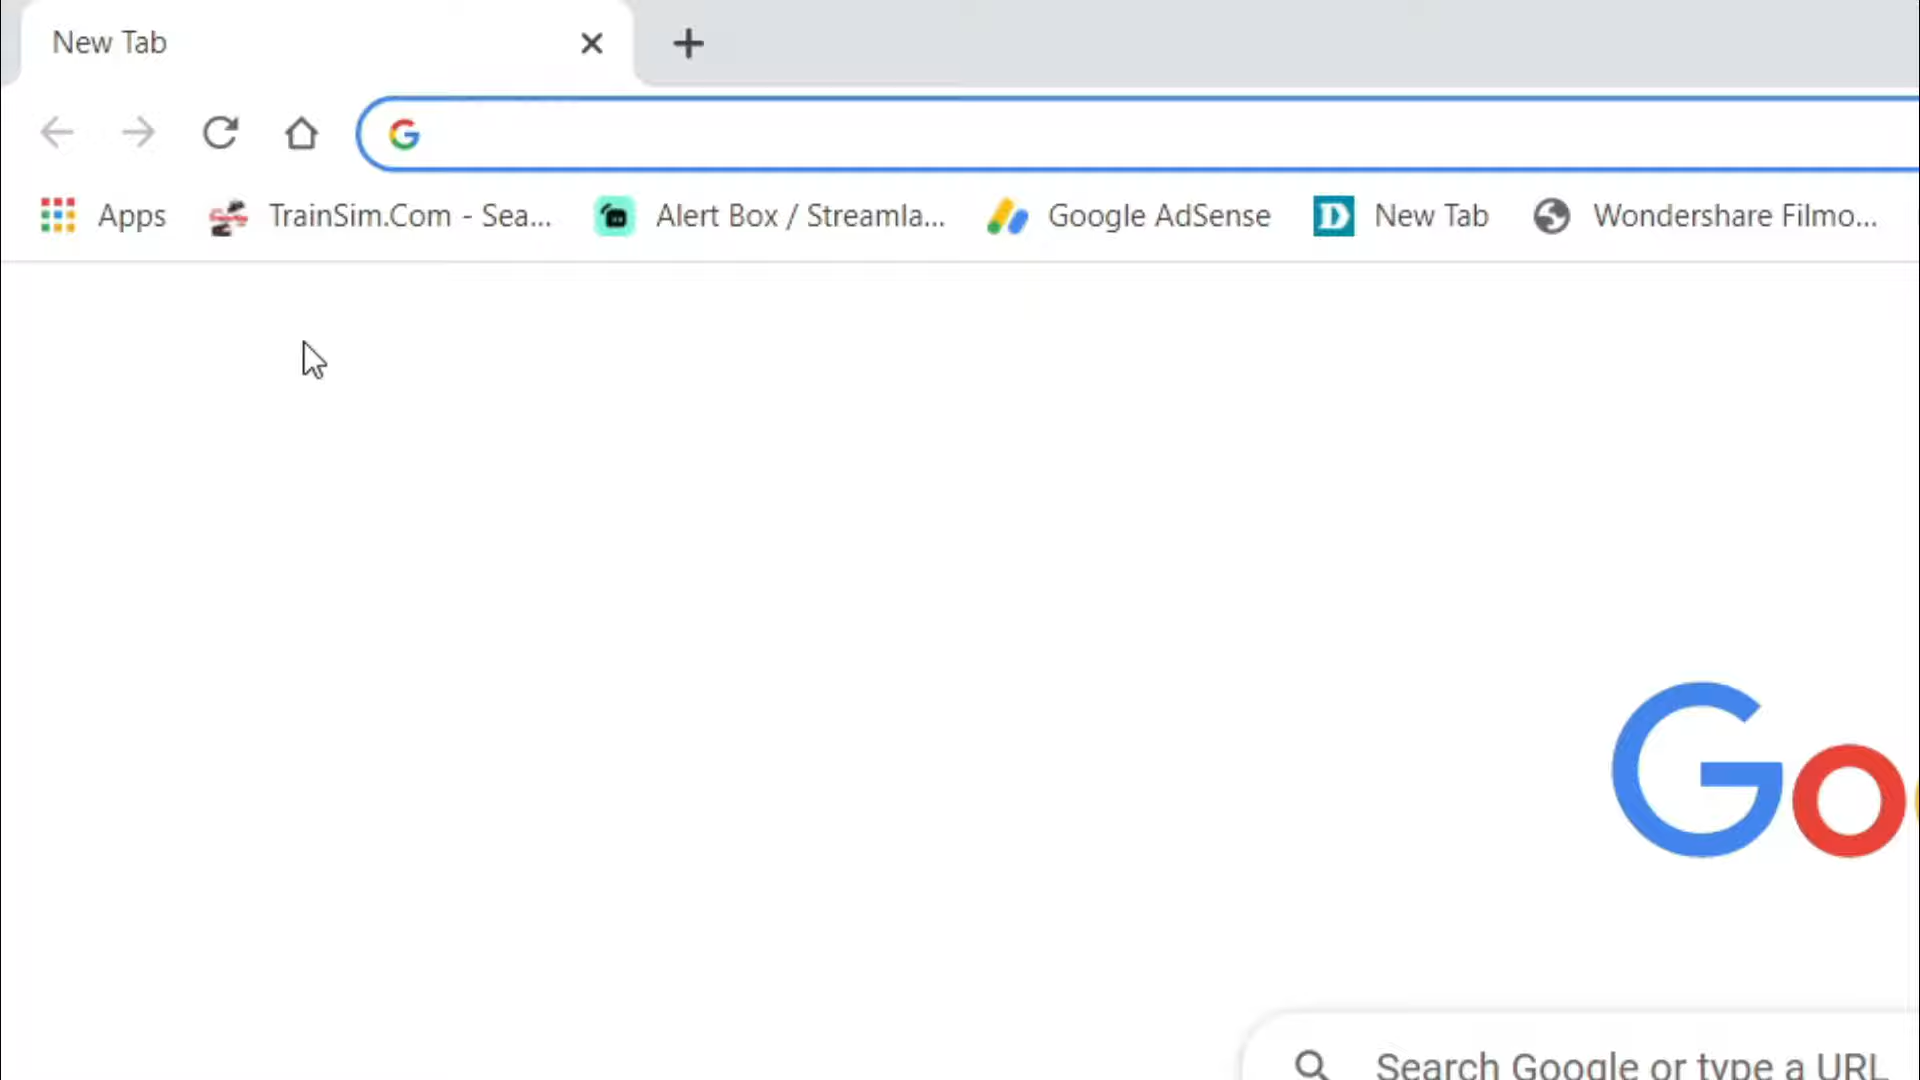 New Tab
Apps TrainSim.Com - Sea... Alert Box / Streamla... Google AdSense New Tab Wondershare Filmo...
Go
Search Google or type a URL